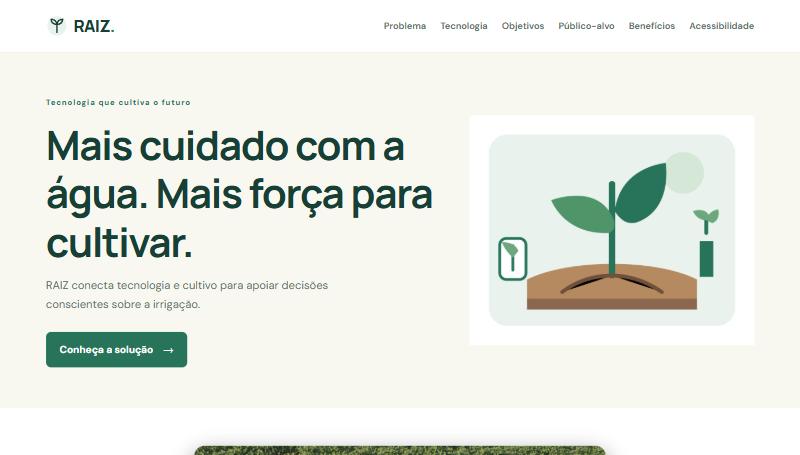 RAIZ.
Problema
Tecnologia
Objetivos
Público-alvo
Benefícios
Acessibilidade
Tecnologia que cultiva o futuro
Mais cuidado com a
água. Mais força para
cultivar.
RAIZ conecta tecnologia e cultivo para apoiar decisões
conscientes sobre a irrigação.
Conheça a solução →